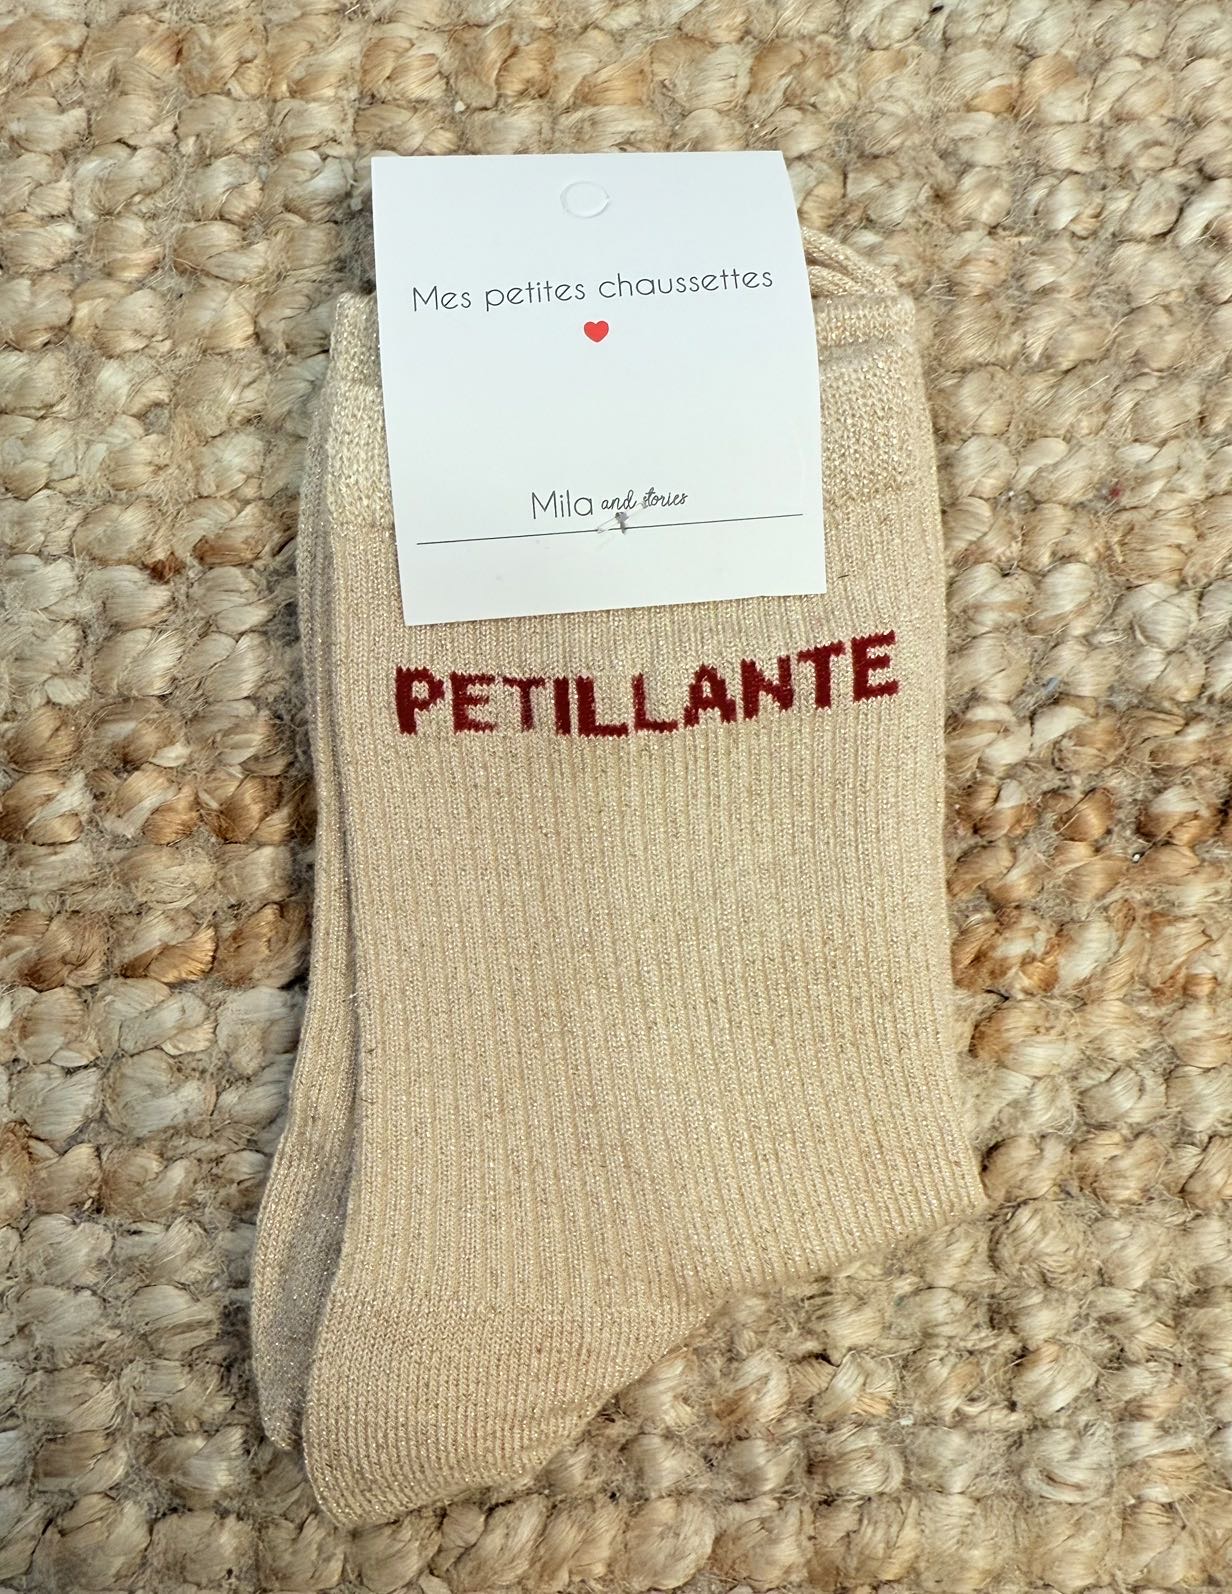 Mes petites chaussettes
Mila and stories
PETILLANTE